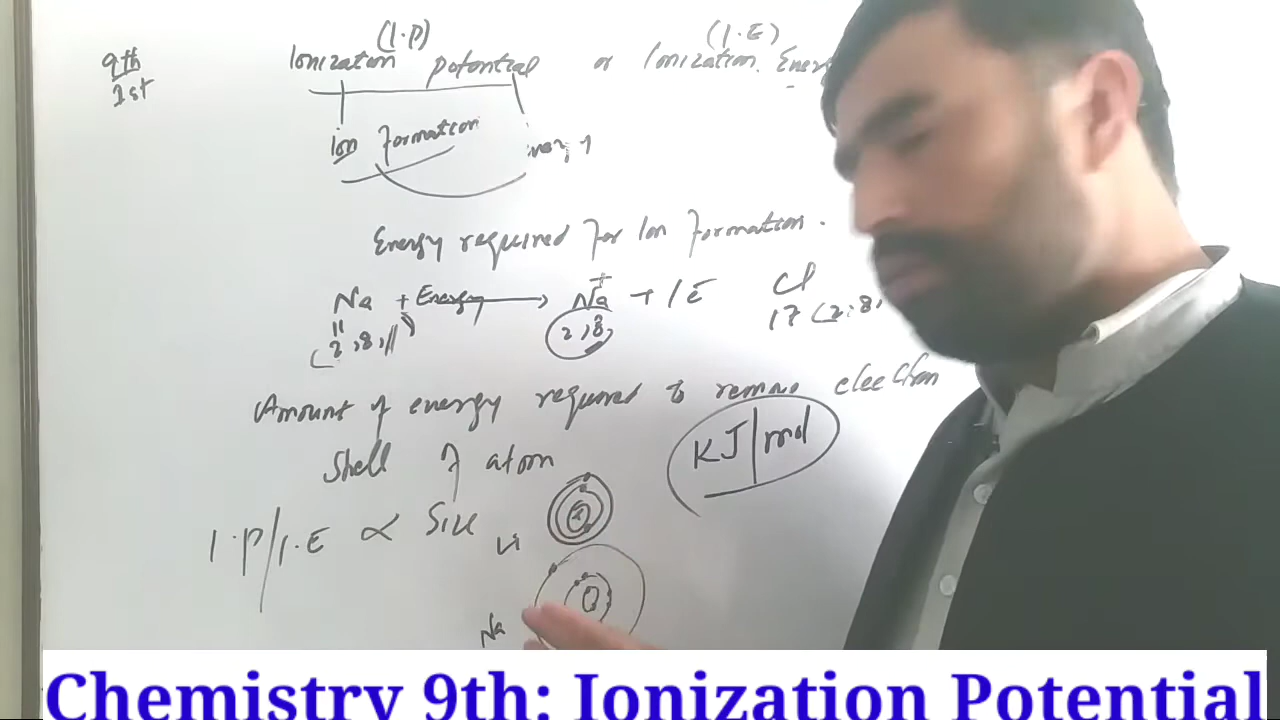 (I.P) (I.E)
9th Ionization potential or Ionization Energy
1st
Ion Formation
Energy required for Ion Formation.
Na + Energy → Na+ + 1E Cl
(2,8,1) 2,8, 17 (2,8,
Amount of energy required to remove electron
KJ/mol
Shell of atom
I.P/I.E ∝ Size
Li
Na
Chemistry 9th: Ionization Potential